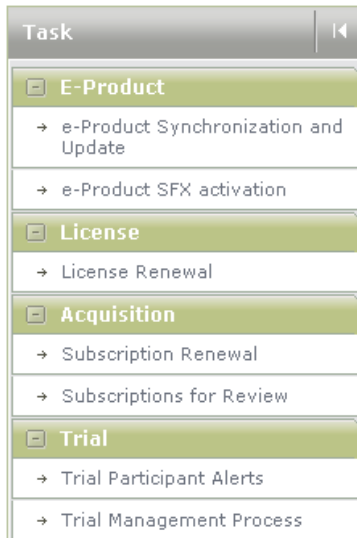 Task
E-Product
e-Product Synchronization and
Update
e-Product SFX activation
License
License Renewal
Acquisition
Subscription Renewal
Subscriptions for Review
Trial
Trial Participant Alerts
Trial Management Process